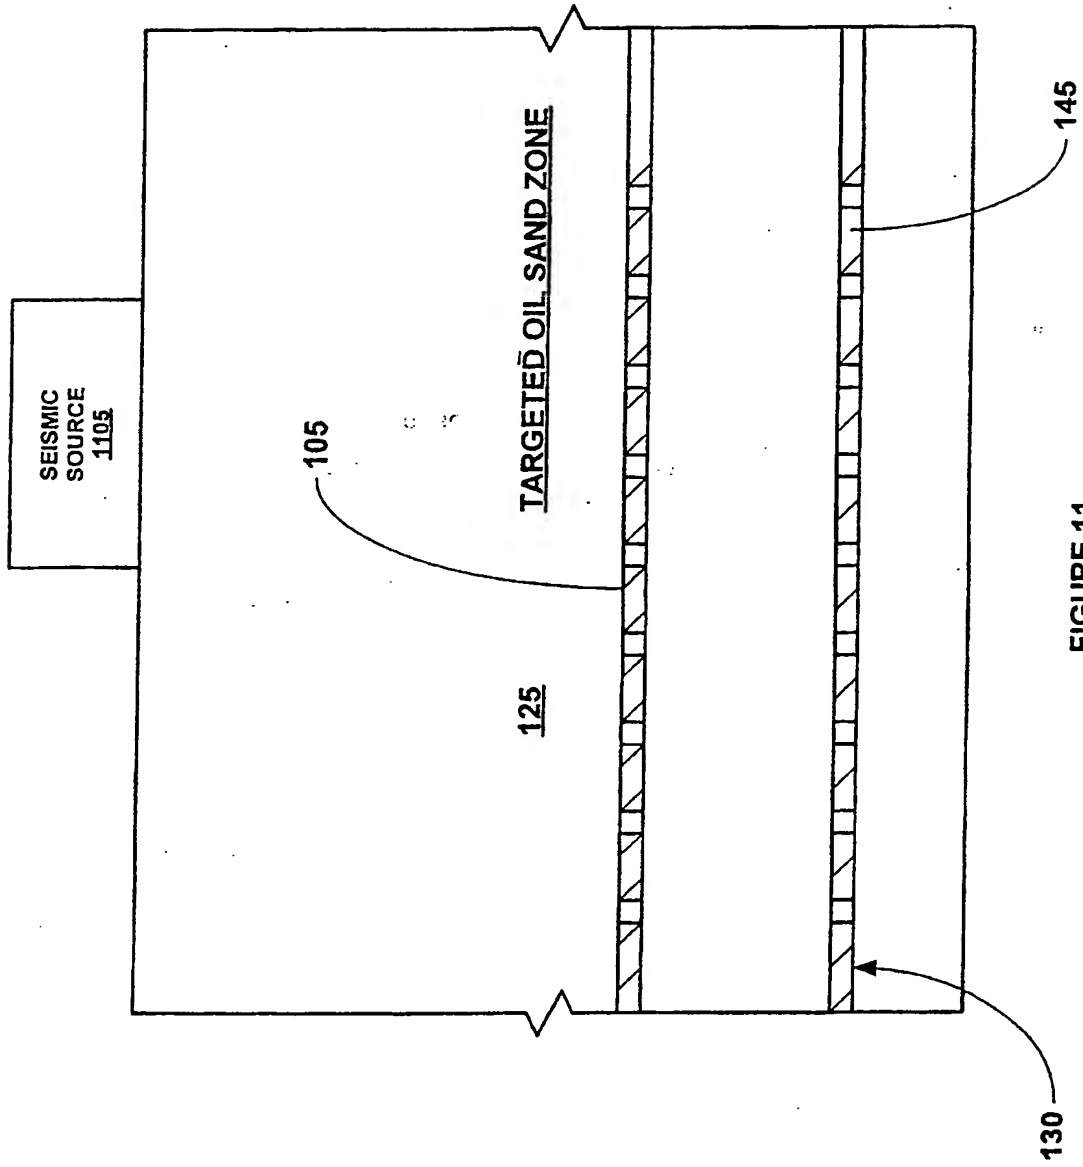 SEISMIC
SOURCE
1105
105
TARGETED OIL SAND ZONE
125
145
130
FIGURE 11